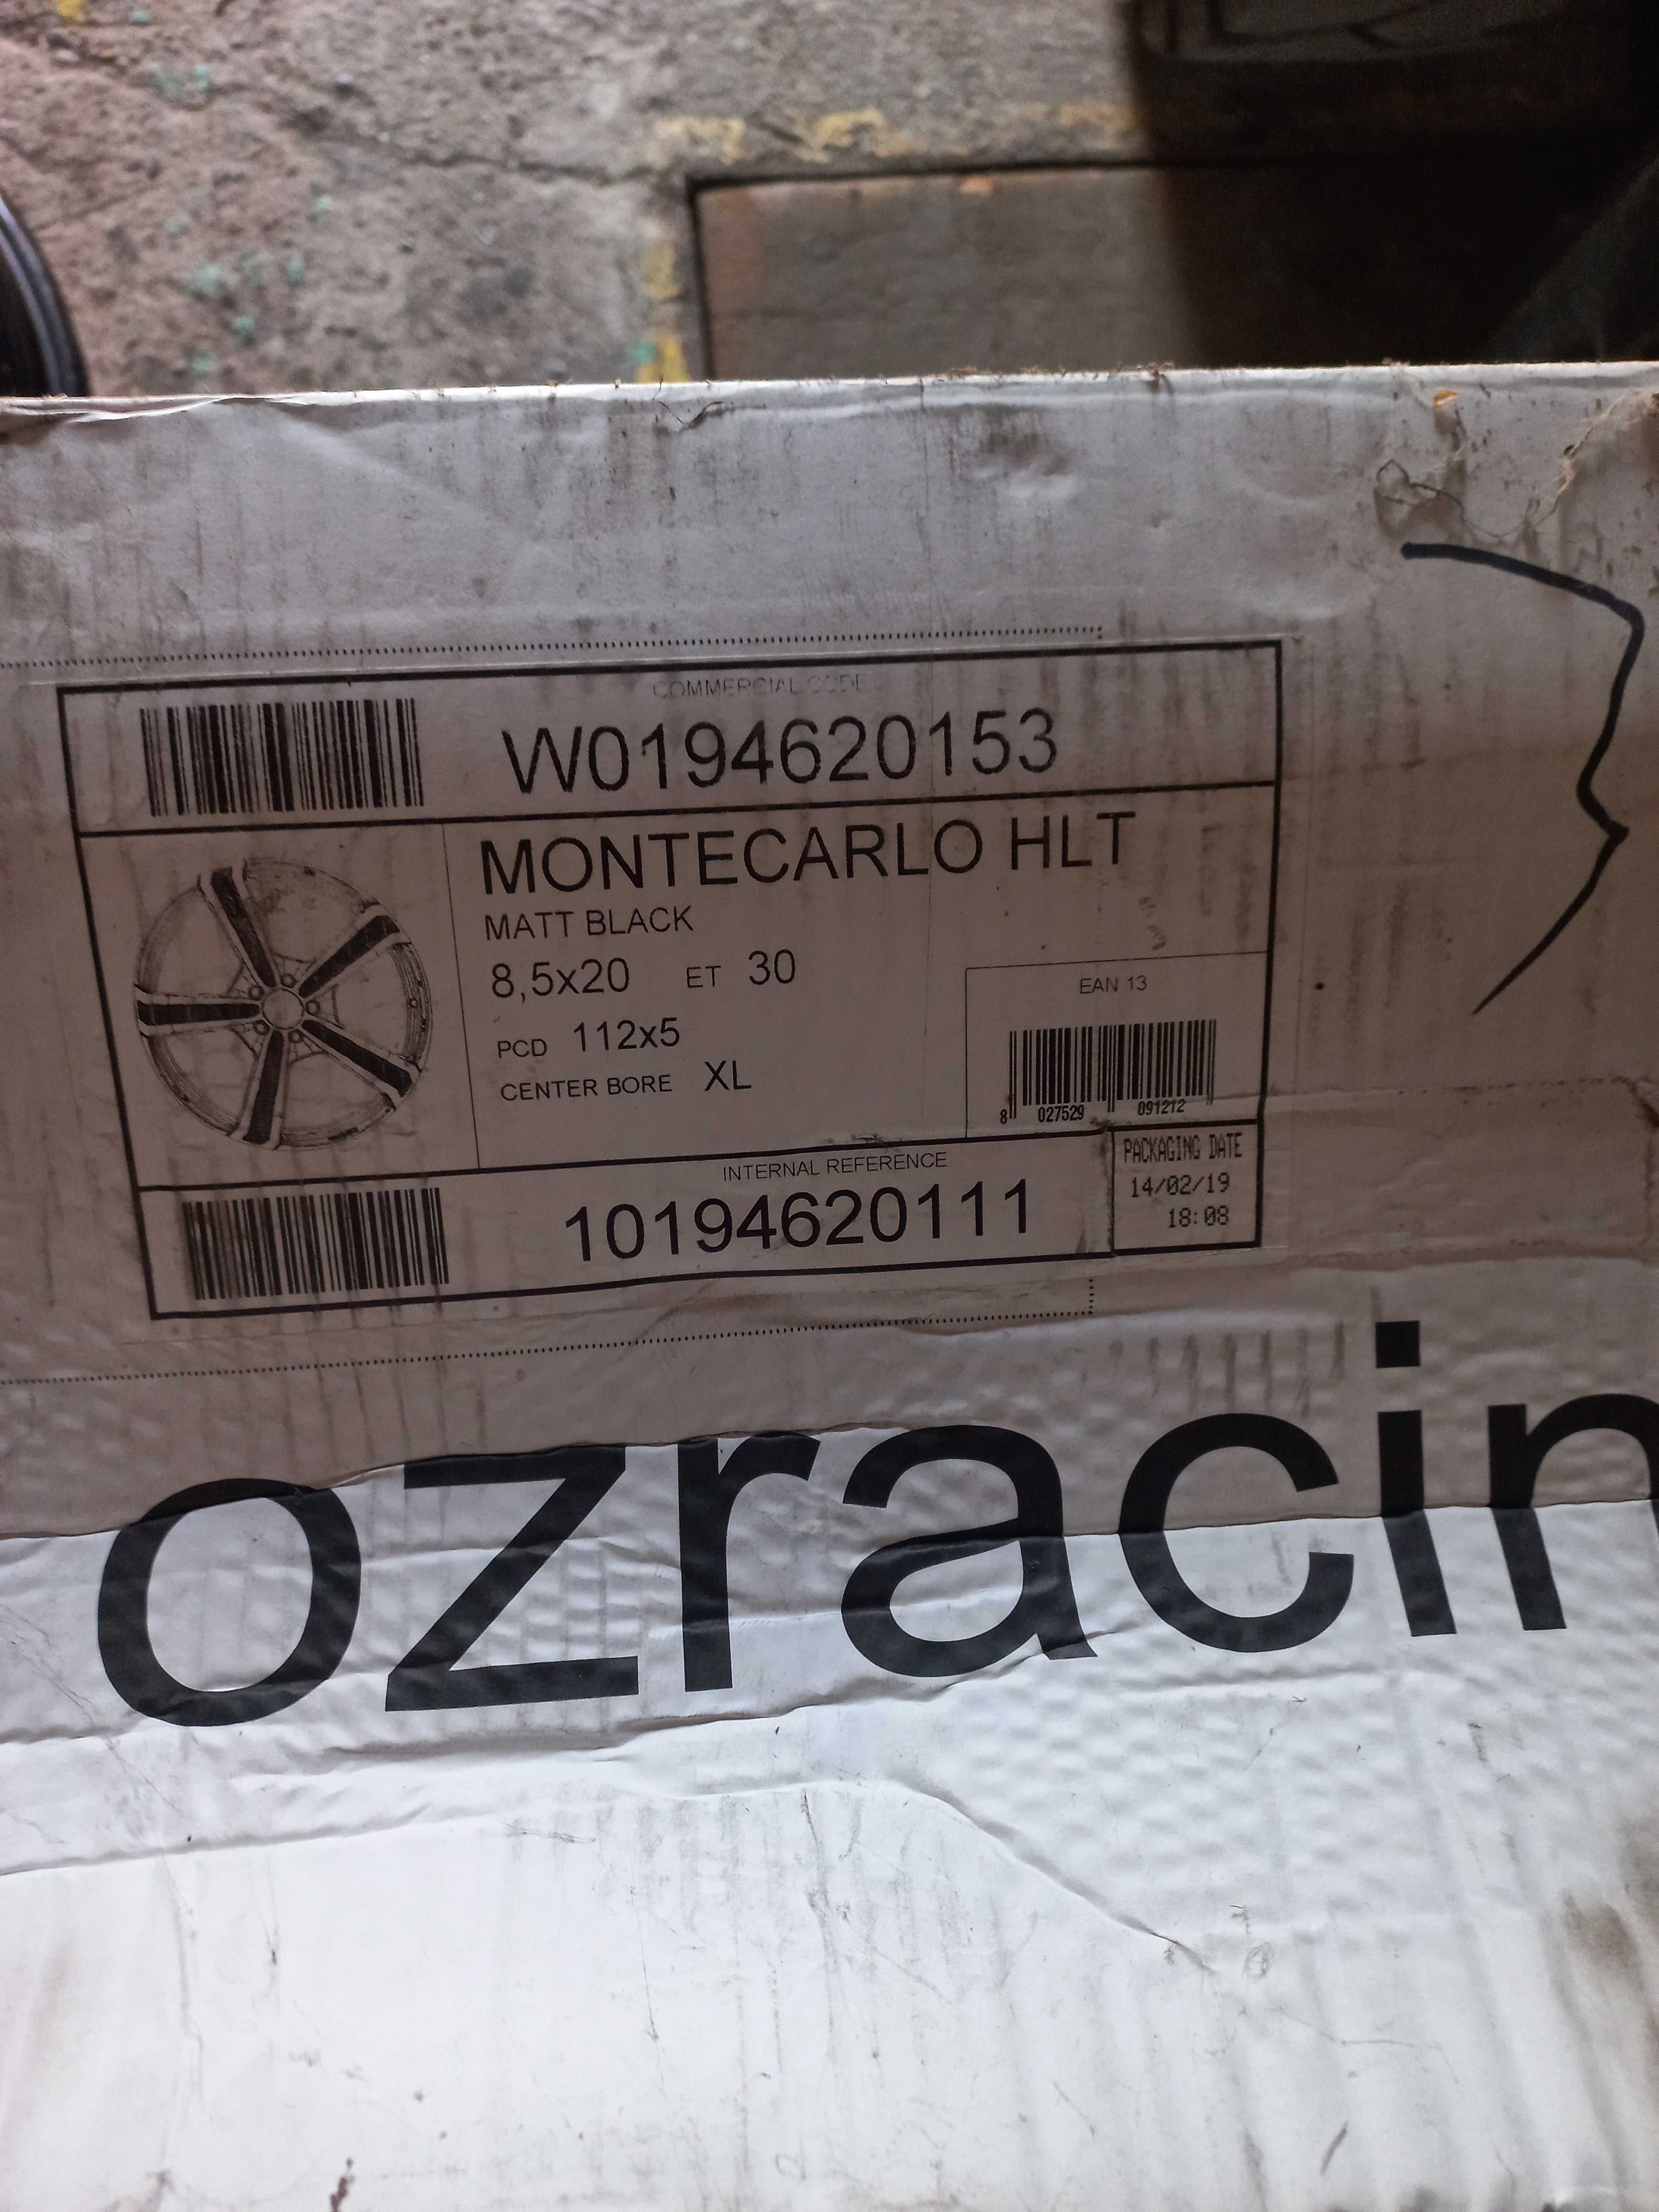 COMMERCIAL CODE
W0194620153
MONTECARLO HLT
MATT BLACK
8,5x20 ET 30
PCD 112x5
CENTER BORE XL
EAN 13
8 027529 091212
INTERNAL REFERENCE
10194620111
PACKAGING DATE
14/02/19
18:08
ozracin